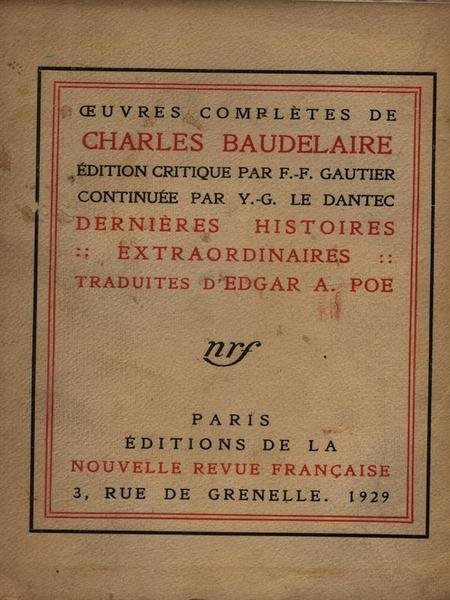 ŒUVRES COMPLÈTES DE
CHARLES BAUDELAIRE
ÉDITION CRITIQUE PAR F.-F. GAUTIER
CONTINUÉE PAR Y.-G. LE DANTEC
DERNIÈRES HISTOIRES
:: EXTRAORDINAIRES ::
TRADUITES D'EDGAR A. POE
nrf
PARIS
ÉDITIONS DE LA
NOUVELLE REVUE FRANÇAISE
3, RUE DE GRENELLE. 1929